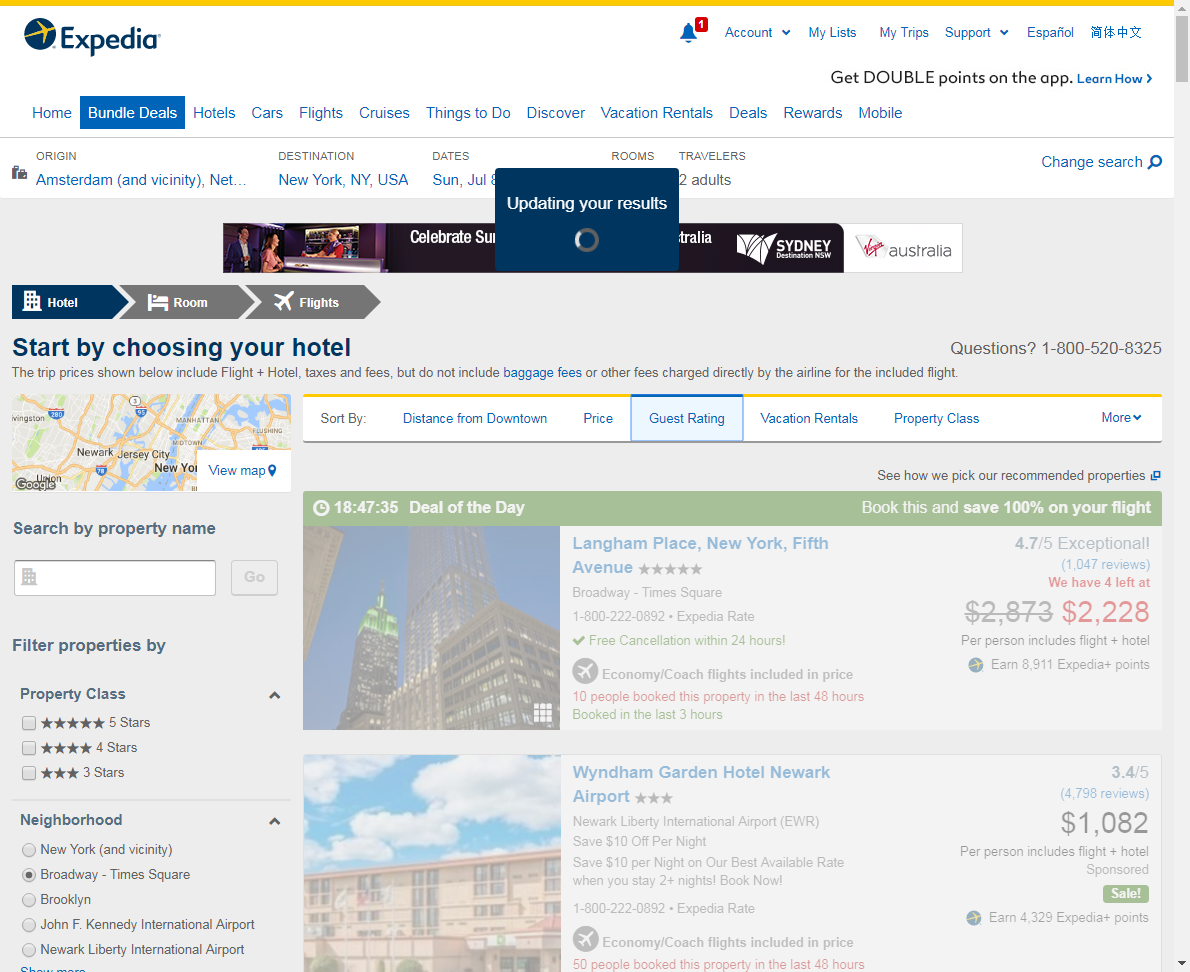 Expedia
1
Account
My Lists
My Trips
Support
Español
简体中文
Get DOUBLE points on the app. Learn How
Home
Bundle Deals
Hotels
Cars
Flights
Cruises
Things to Do
Discover
Vacation Rentals
Deals
Rewards
Mobile
ORIGIN
Amsterdam (and vicinity), Net...
DESTINATION
New York, NY, USA
DATES
Sun, Jul
ROOMS
TRAVELERS
2 adults
Change search
Updating your results
Celebrate
SYDNEY
Destination NSW
Virgin australia
Hotel
Room
Flights
Start by choosing your hotel
Questions? 1-800-520-8325
The trip prices shown below include Flight + Hotel, taxes and fees, but do not include baggage fees or other fees charged directly by the airline for the included flight.
ivingston
280
3
95
MANHATTAN
FLUSHING
MIDTOWN
Newark
Jersey City
New Yo
78
Union
Google
View map
Sort By:
Distance from Downtown
Price
Guest Rating
Vacation Rentals
Property Class
More
See how we pick our recommended properties
Search by property name
Go
Filter properties by
Property Class
★★★★★ 5 Stars
★★★★ 4 Stars
★★★ 3 Stars
Neighborhood
New York (and vicinity)
Broadway - Times Square
Brooklyn
John F. Kennedy International Airport
Newark Liberty International Airport
Show more
18:47:35 Deal of the Day
Book this and save 100% on your flight
Langham Place, New York, Fifth
Avenue ★★★★★
Broadway - Times Square
1-800-222-0892 • Expedia Rate
Free Cancellation within 24 hours!
Economy/Coach flights included in price
10 people booked this property in the last 48 hours
Booked in the last 3 hours
4.7/5 Exceptional!
(1,047 reviews)
We have 4 left at
$2,873 $2,228
Per person includes flight + hotel
Earn 8,911 Expedia+ points
Wyndham Garden Hotel Newark
Airport ★★★
Newark Liberty International Airport (EWR)
Save $10 Off Per Night
Save $10 per Night on Our Best Available Rate
when you stay 2+ nights! Book Now!
1-800-222-0892 • Expedia Rate
Economy/Coach flights included in price
50 people booked this property in the last 48 hours
3.4/5
(4,798 reviews)
$1,082
Per person includes flight + hotel
Sponsored
Sale!
Earn 4,329 Expedia+ points